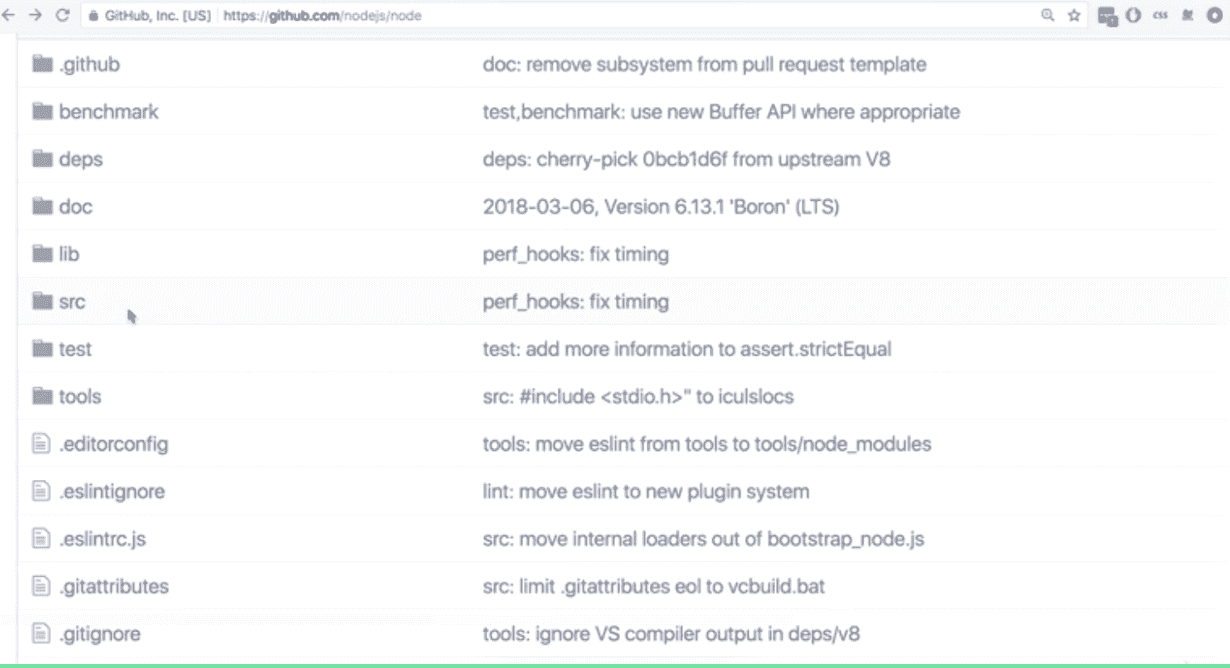 GitHub, Inc. [US] https://github.com/nodejs/node css
.github doc: remove subsystem from pull request template
benchmark test,benchmark: use new Buffer API where appropriate
deps deps: cherry-pick 0bcb1d6f from upstream V8
doc 2018-03-06, Version 6.13.1 'Boron' (LTS)
lib perf_hooks: fix timing
src perf_hooks: fix timing
test test: add more information to assert.strictEqual
tools src: #include <stdio.h>" to iculslocs
.editorconfig tools: move eslint from tools to tools/node_modules
.eslintignore lint: move eslint to new plugin system
.eslintrc.js src: move internal loaders out of bootstrap_node.js
.gitattributes src: limit .gitattributes eol to vcbuild.bat
.gitignore tools: ignore VS compiler output in deps/v8